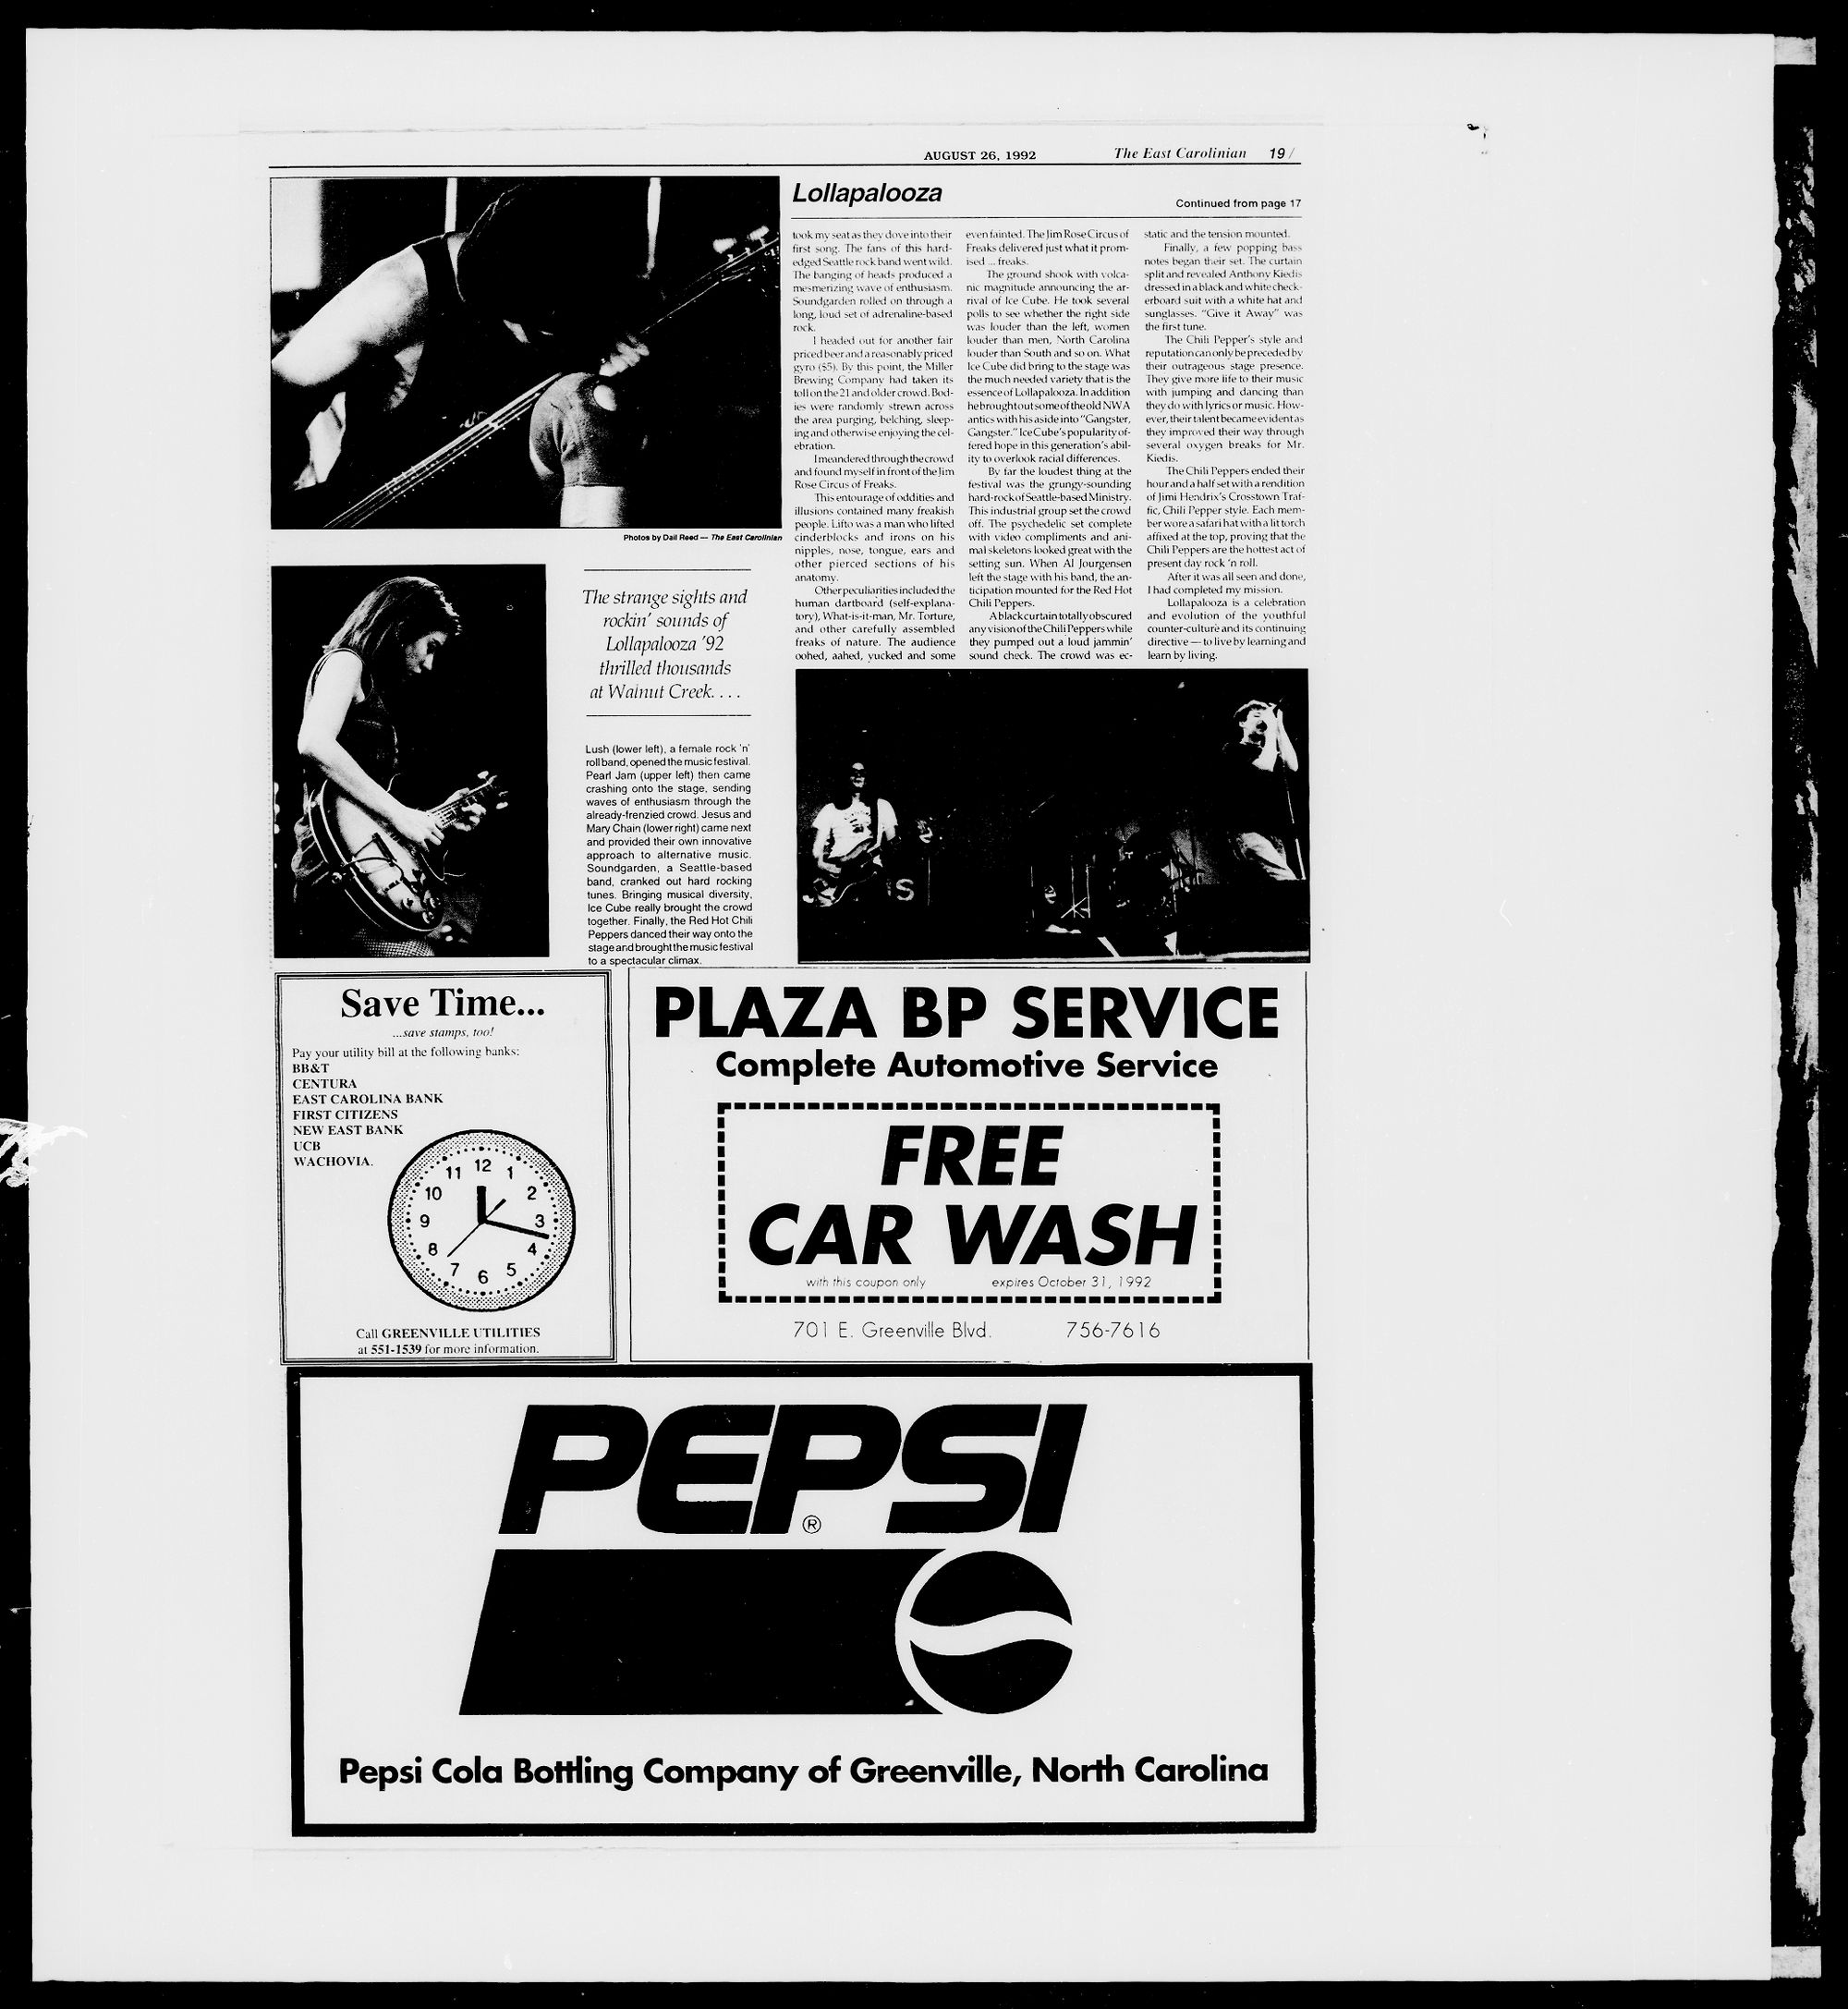 AUGUST 26, 1992 The East Carolinian 19
Lollapalooza
Continued from page 17
took my seat as they dove into their
first song. The fans of this hard-
edged Seattle rock band went wild.
The banging of heads produced a
mesmerizing wave of enthusiasm.
Soundgarden rolled on through a
long, loud set of adrenaline-based
rock.
I headed out for another fair
priced beer and a reasonably priced
gyro ($5). By this point, the Miller
Brewing Company had taken its
toll on the 21 and older crowd. Bod-
ies were randomly strewn across
the area purging, belching, sleep-
ing and otherwise enjoying the cel-
ebration.
I meandered through the crowd
and found myself in front of the Jim
Rose Circus of Freaks.
This entourage of oddities and
illusions contained many freakish
people. Lifto was a man who lifted
cinderblocks and irons on his
nipples, nose, tongue, ears and
other pierced sections of his
anatomy.
Other peculiarities included the
human dartboard (self-explana-
tory), What-is-it-man, Mr. Torture,
and other carefully assembled
freaks of nature. The audience
oohed, aahed, yucked and some
even fainted. The Jim Rose Circus of
Freaks delivered just what it prom-
ised ... freaks.
The ground shook with volca-
nic magnitude announcing the ar-
rival of Ice Cube. He took several
polls to see whether the right side
was louder than the left, women
louder than men, North Carolina
louder than South and so on. What
Ice Cube did bring to the stage was
the much needed variety that is the
essence of Lollapalooza. In addition
he brought out some of the old NWA
antics with his aside into "Gangster,
Gangster." Ice Cube's popularity of-
fered hope in this generation's abil-
ity to overlook racial differences.
By far the loudest thing at the
festival was the grungy-sounding
hard-rock of Seattle-based Ministry.
This industrial group set the crowd
off. The psychedelic set complete
with video compliments and ani-
mal skeletons looked great with the
setting sun. When Al Jourgensen
left the stage with his band, the an-
ticipation mounted for the Red Hot
Chili Peppers.
A black curtain totally obscured
any vision of the Chili Peppers while
they pumped out a loud jammin'
sound check. The crowd was ec-
static and the tension mounted.
Finally, a few popping bass
notes began their set. The curtain
split and revealed Anthony Kiedis
dressed in a black and white check-
erboard suit with a white hat and
sunglasses. "Give it Away" was
the first tune.
The Chili Pepper's style and
reputation can only be preceded by
their outrageous stage presence.
They give more life to their music
with jumping and dancing than
they do with lyrics or music. How-
ever, their talent became evident as
they improved their way through
several oxygen breaks for Mr.
Kiedis.
The Chili Peppers ended their
hour and a half set with a rendition
of Jimi Hendrix's Crosstown Traf-
fic, Chili Pepper style. Each mem-
ber wore a safari hat with a lit torch
affixed at the top, proving that the
Chili Peppers are the hottest act of
present day rock 'n roll.
After it was all seen and done,
I had completed my mission.
Lollapalooza is a celebration
and evolution of the youthful
counter-culture and its continuing
directive — to live by learning and
learn by living.
Photos by Dail Reed — The East Carolinian
The strange sights and
rockin' sounds of
Lollapalooza '92
thrilled thousands
at Walnut Creek. . . .
Lush (lower left), a female rock 'n'
roll band, opened the music festival.
Pearl Jam (upper left) then came
crashing onto the stage, sending
waves of enthusiasm through the
already-frenzied crowd. Jesus and
Mary Chain (lower right) came next
and provided their own innovative
approach to alternative music.
Soundgarden, a Seattle-based
band, cranked out hard rocking
tunes. Bringing musical diversity,
Ice Cube really brought the crowd
together. Finally, the Red Hot Chili
Peppers danced their way onto the
stage and brought the music festival
to a spectacular climax.
S
Save Time...
...save stamps, too!
Pay your utility bill at the following banks:
BB&T
CENTURA
EAST CAROLINA BANK
FIRST CITIZENS
NEW EAST BANK
UCB
WACHOVIA.
12
1
2
3
4
5
6
7
8
9
10
11
Call GREENVILLE UTILITIES
at 551-1539 for more information.
PLAZA BP SERVICE
Complete Automotive Service
FREE
CAR WASH
with this coupon only expires October 31, 1992
701 E. Greenville Blvd. 756-7616
PEPSI
®
Pepsi Cola Bottling Company of Greenville, North Carolina